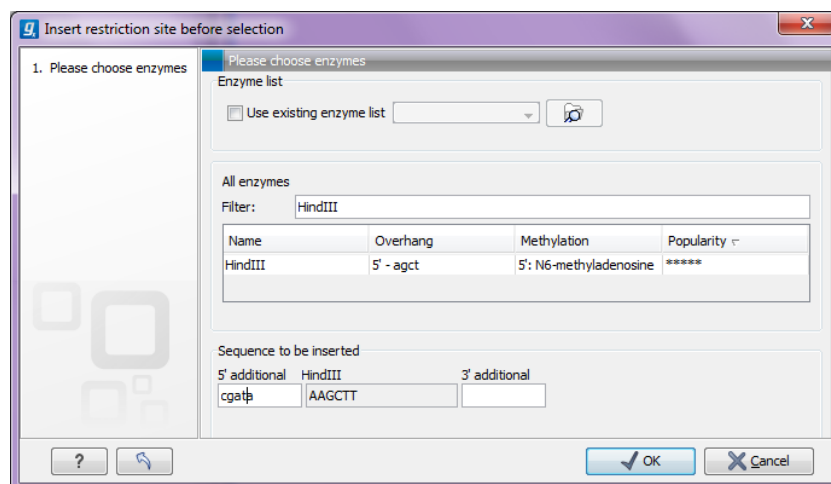 Insert restriction site before selection
1. Please choose enzymes
Please choose enzymes
Enzyme list
Use existing enzyme list
All enzymes
Filter: HindIII
Name Overhang Methylation Popularity
HindIII 5' - agct 5': N6-methyladenosine *****
Sequence to be inserted
5' additional HindIII 3' additional
cgata AAGCTT
? OK Cancel